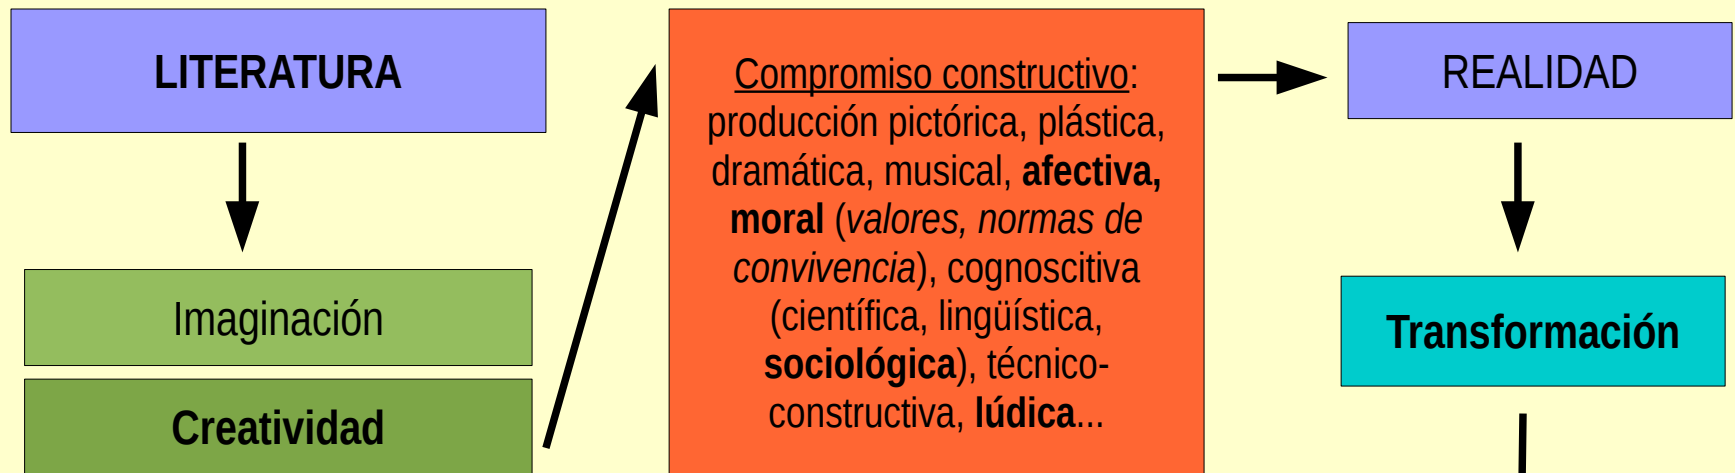 LITERATURA
Imaginación
Creatividad
Compromiso constructivo:
producción pictórica, plástica,
dramática, musical, afectiva,
moral (valores, normas de
convivencia), cognoscitiva
(científica, lingüística,
sociológica), técnico-
constructiva, lúdica...
REALIDAD
Transformación